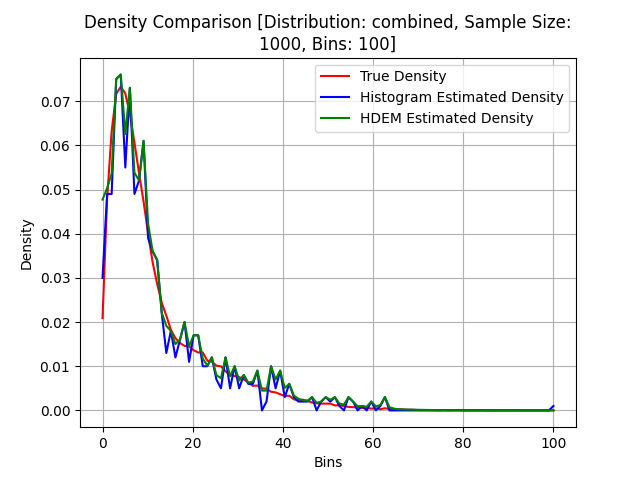 Density Comparison [Distribution: combined, Sample Size:
1000, Bins: 100]
True Density
Histogram Estimated Density
HDEM Estimated Density
Density
0.07
0.06
0.05
0.04
0.03
0.02
0.01
0.00
0 20 40 60 80 100
Bins